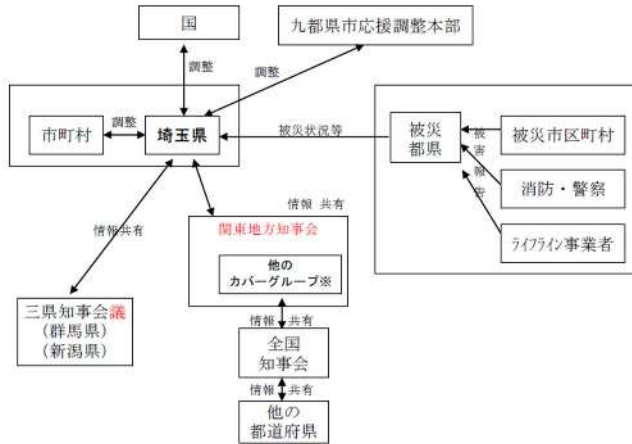 国
九都県市応援調整本部
調整
調整
市町村
調整
埼玉県
被災状況等
被災
都県
被害報告
被災市区町村
消防・警察
ライフライン事業者
情報共有
情報 共有
関東地方知事会
他の
カバーグループ※
三県知事会議
（群馬県）
（新潟県）
情報 共有
全国
知事会
情報 共有
他の
都道府県